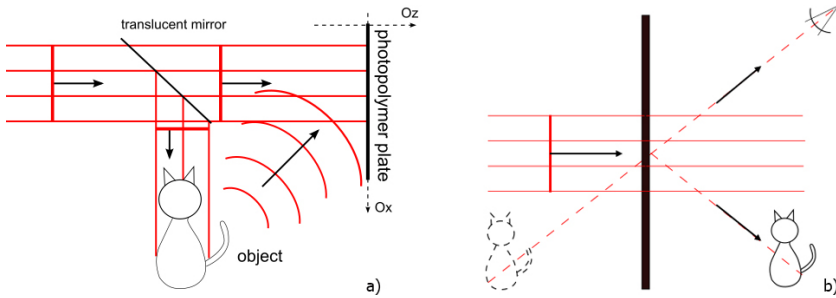 Oz
translucent mirror
photopolymer plate
Ox
object
a)
b)